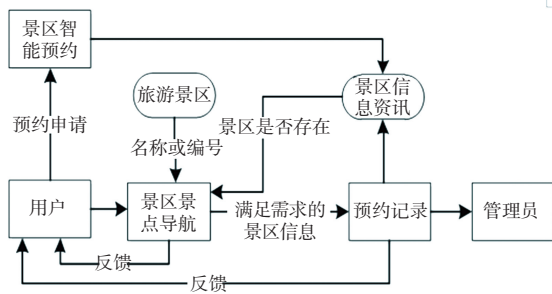 景区智
能预约
旅游景区
景区信
息资讯
预约申请
名称或编号
景区是否存在
用户
景区景
点导航
满足需求的
景区信息
预约记录
管理员
反馈
反馈